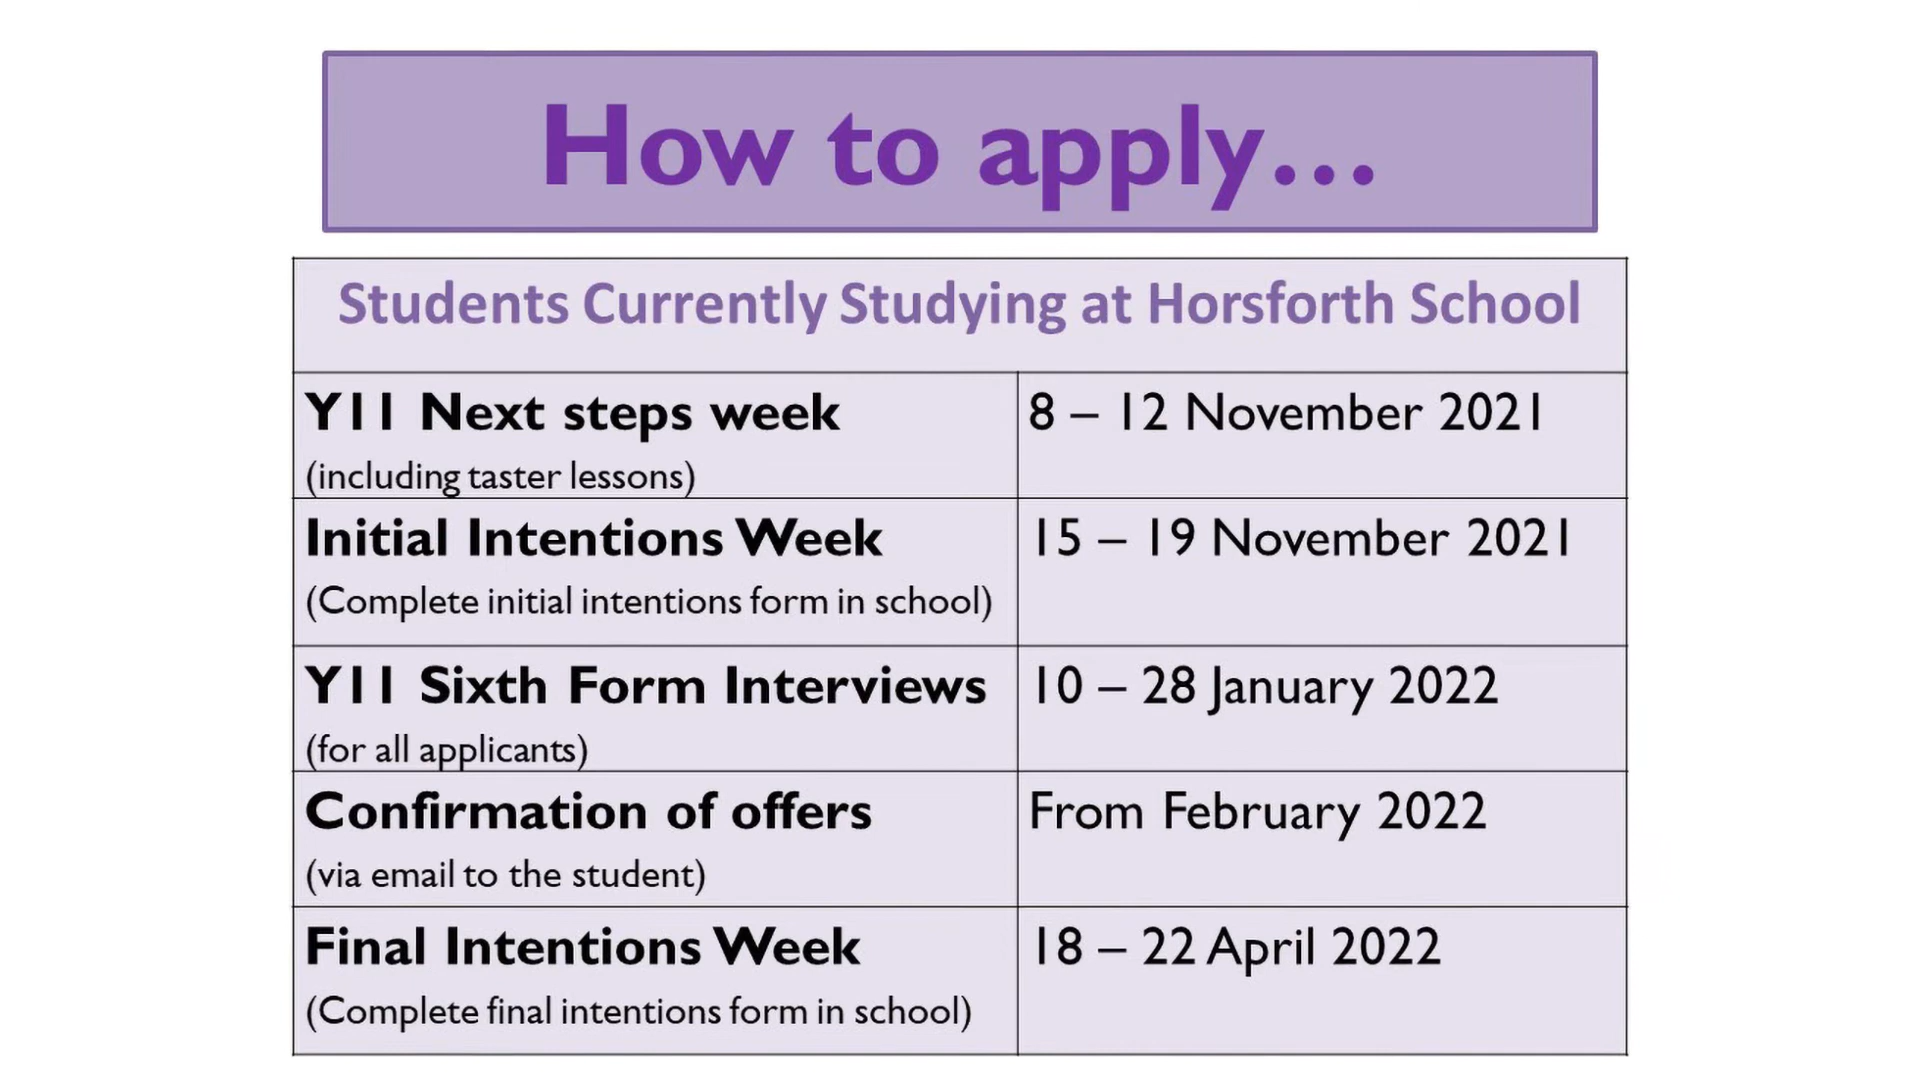 How to apply...
Students Currently Studying at Horsforth School
Y11 Next steps week
(including taster lessons)
8 – 12 November 2021
Initial Intentions Week
(Complete initial intentions form in school)
15 – 19 November 2021
Y11 Sixth Form Interviews
(for all applicants)
10 – 28 January 2022
Confirmation of offers
(via email to the student)
From February 2022
Final Intentions Week
(Complete final intentions form in school)
18 – 22 April 2022